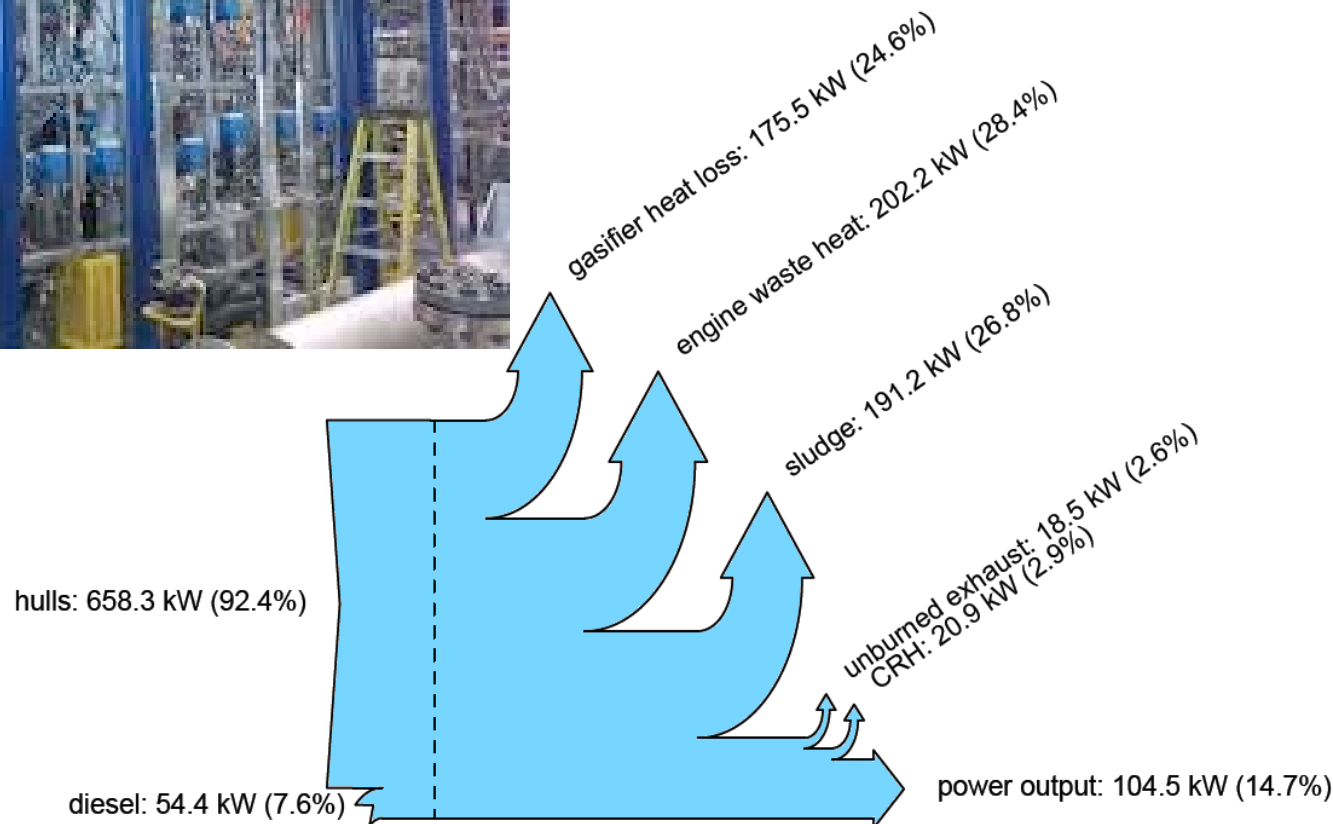 gasifier heat loss: 175.5 kW (24.6%)
engine waste heat: 202.2 kW (28.4%)
sludge: 191.2 kW (26.8%)
unburned exhaust: 18.5 kW (2.6%)
CRH: 20.9 kW (2.9%)
hulls: 658.3 kW (92.4%)
diesel: 54.4 kW (7.6%)
power output: 104.5 kW (14.7%)